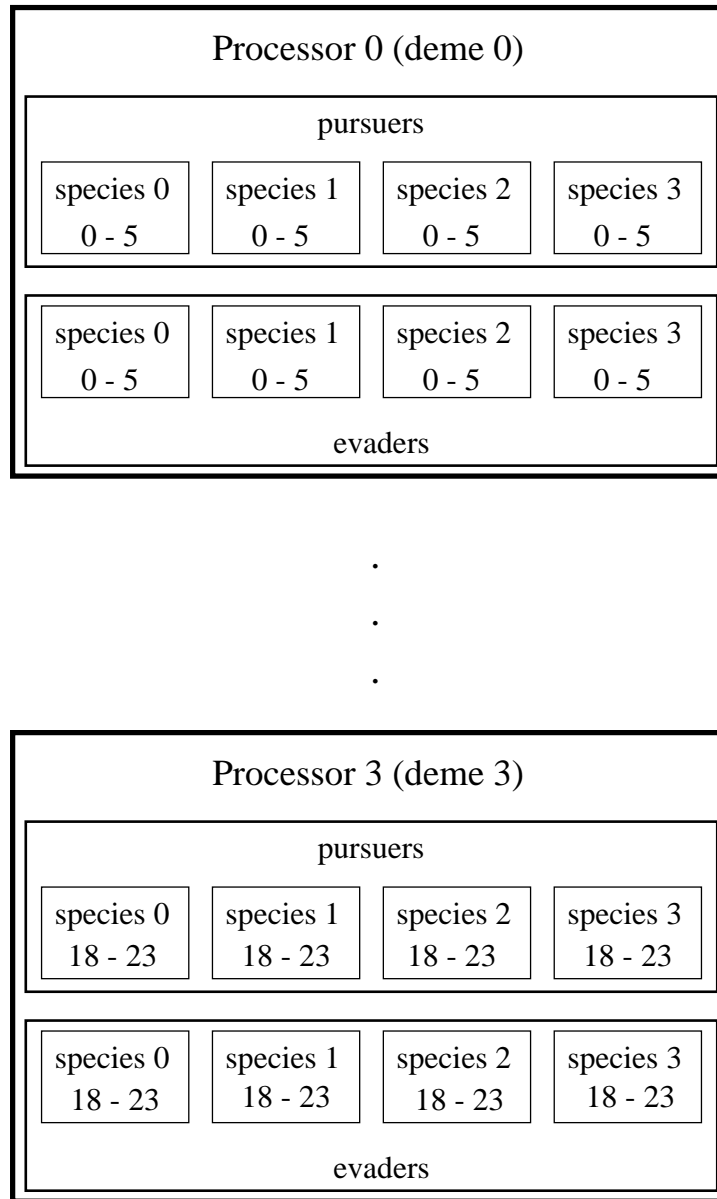 Processor 0 (deme 0)
pursuers
species 0 species 1 species 2 species 3
0 - 5 0 - 5 0 - 5 0 - 5
species 0 species 1 species 2 species 3
0 - 5 0 - 5 0 - 5 0 - 5
evaders
.
.
.
Processor 3 (deme 3)
pursuers
species 0 species 1 species 2 species 3
18 - 23 18 - 23 18 - 23 18 - 23
species 0 species 1 species 2 species 3
18 - 23 18 - 23 18 - 23 18 - 23
evaders